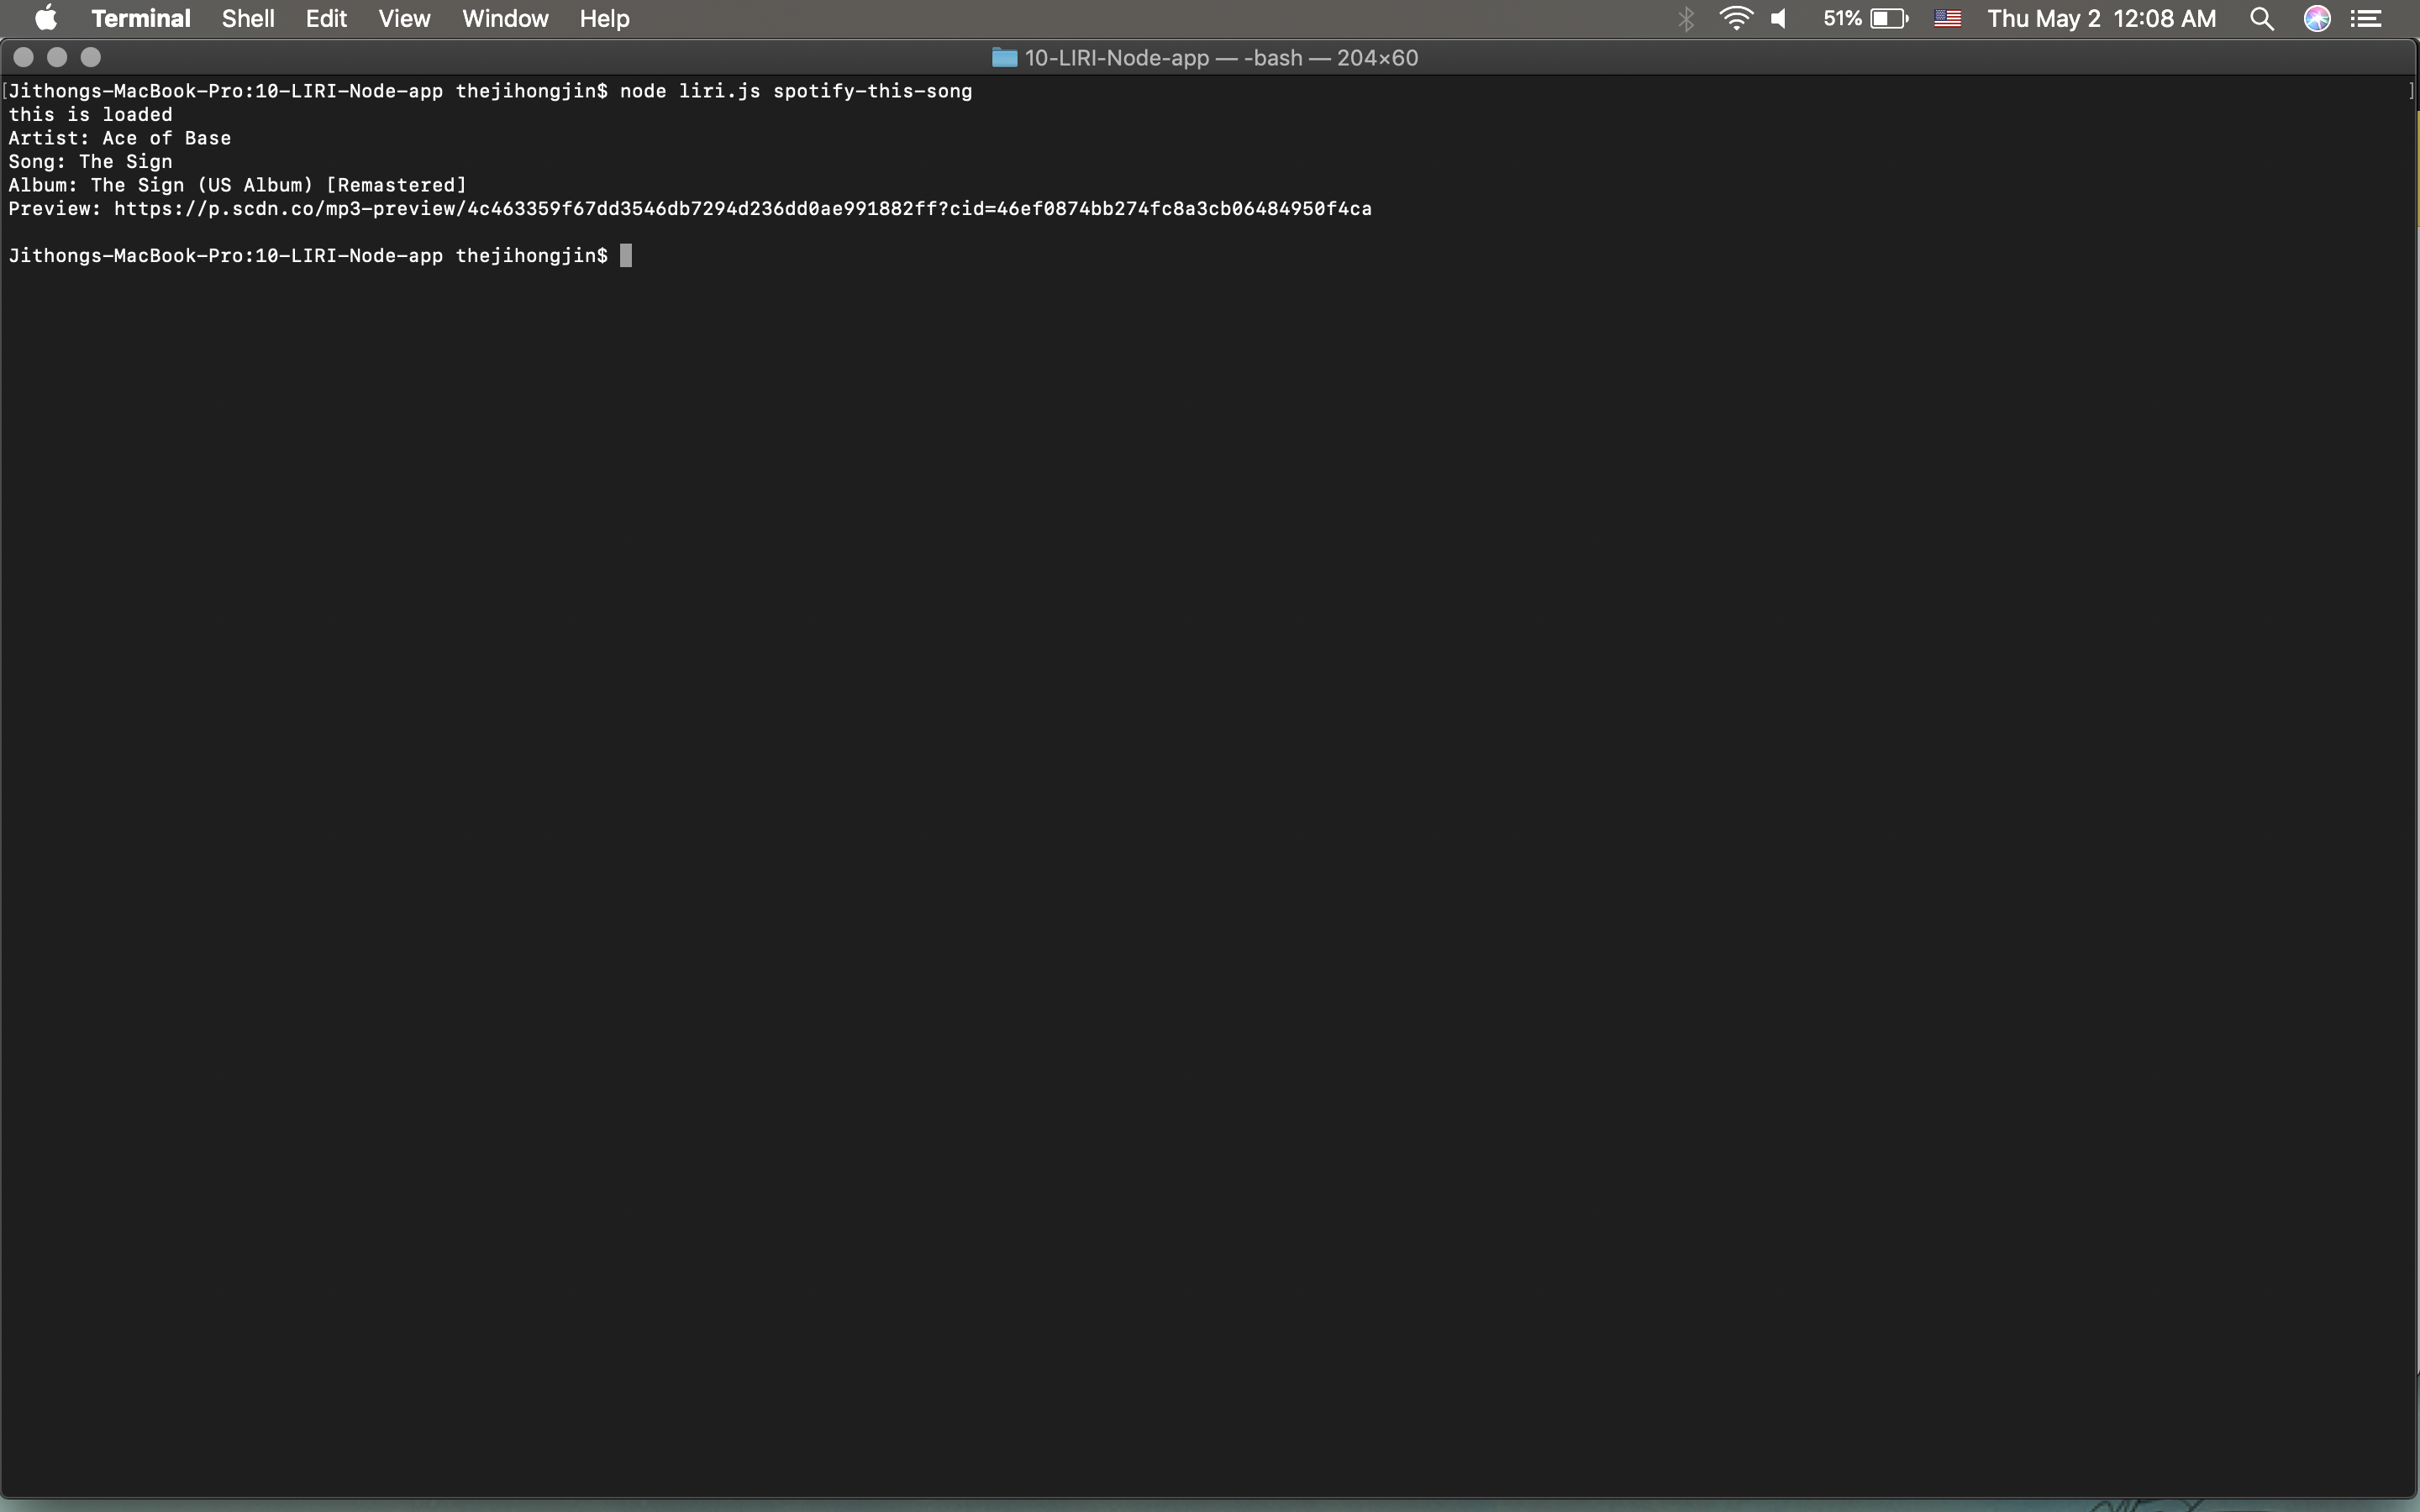 Terminal Shell Edit View Window Help 51% Thu May 2 12:08 AM
10-LIRI-Node-app — -bash — 204×60
[Jithongs-MacBook-Pro:10-LIRI-Node-app thejihongjin$ node liri.js spotify-this-song ]
this is loaded
Artist: Ace of Base
Song: The Sign
Album: The Sign (US Album) [Remastered]
Preview: https://p.scdn.co/mp3-preview/4c463359f67dd3546db7294d236dd0ae991882ff?cid=46ef0874bb274fc8a3cb06484950f4ca
Jithongs-MacBook-Pro:10-LIRI-Node-app thejihongjin$